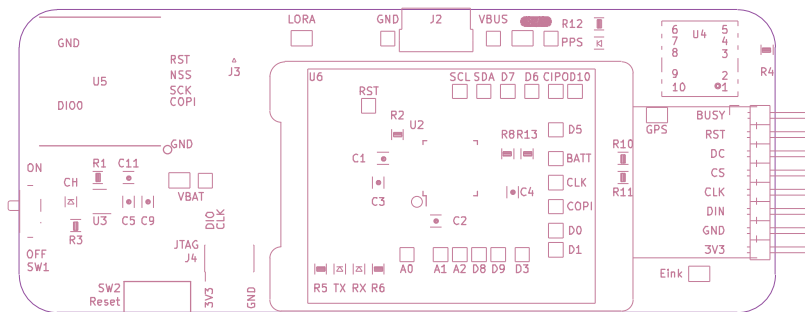 LORA
GND
J2
VBUS
R12
PPS
6 5
7 4
8 3
9 2
10 1
U4
R4
GND
U5
RST
NSS
SCK
COPI
DIO0
GND
J3
U6
RST
SCL SDA D7 D6 CIPO D10
R2
U2
R8 R13
D5
BATT
CLK
COPI
D0
D1
C1
C3
C4
C2
A0 A1 A2 D8 D9 D3
R5 TX RX R6
R10
R11
GPS
BUSY
RST
DC
CS
CLK
DIN
GND
3V3
Eink
ON
CH
R1
C11
VBAT
R3
U3
C5 C9
OFF
SW1
DIO
CLK
JTAG
J4
3V3
GND
SW2
Reset